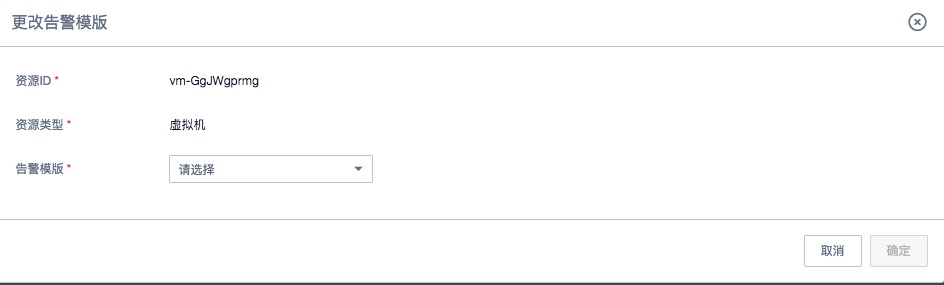 更改告警模版
资源ID *
vm-GgJWgprmg
资源类型 *
虚拟机
告警模版 *
请选择
取消
确定